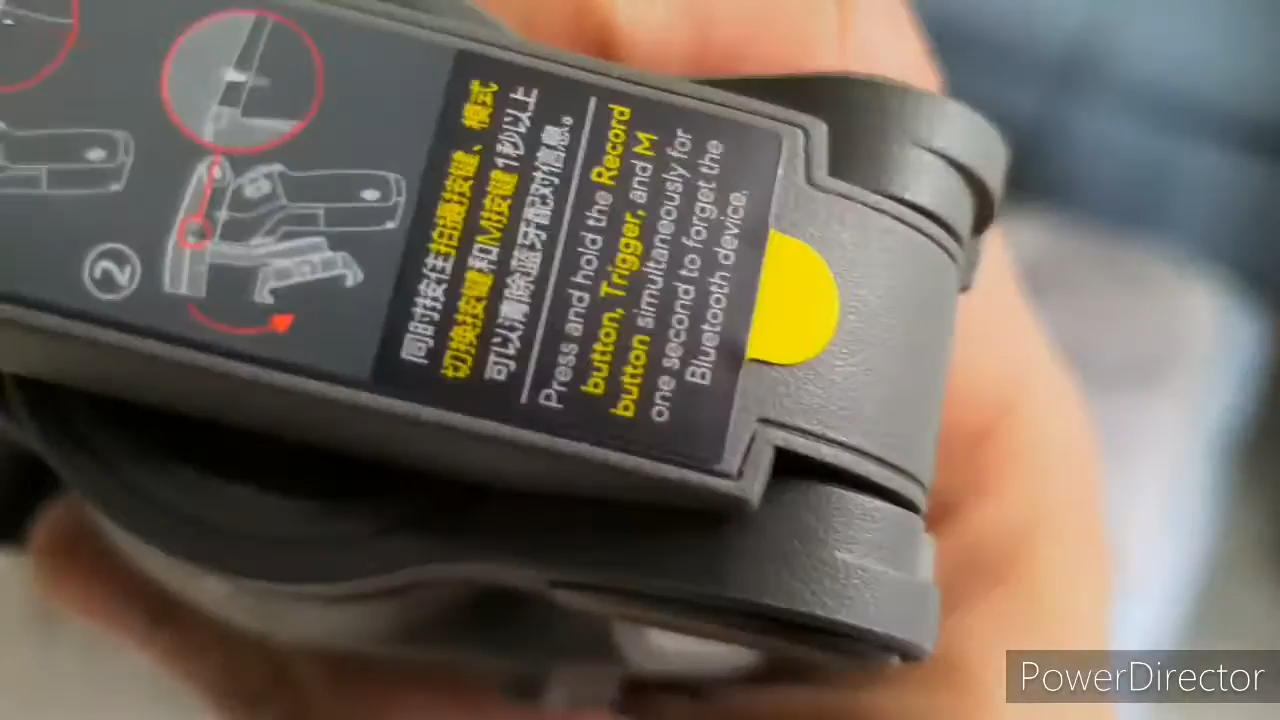 ②
同时按住拍摄按键、模式
切换按键和M按键1秒以上
可以清除蓝牙配对信息。
Press and hold the Record
button, Trigger, and M
button simultaneously for
one second to forget the
Bluetooth device.
PowerDirector